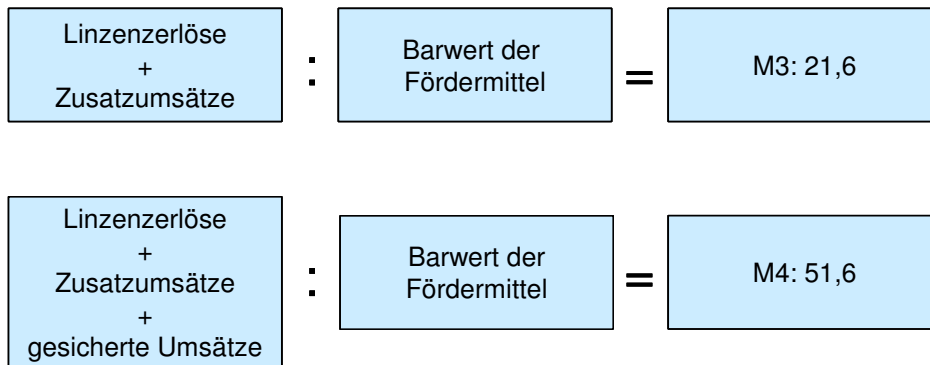 Linzenzerlöse
+
Zusatzumsätze
:
Barwert der
Fördermittel
=
M3: 21,6
Linzenzerlöse
+
Zusatzumsätze
+
gesicherte Umsätze
:
Barwert der
Fördermittel
=
M4: 51,6